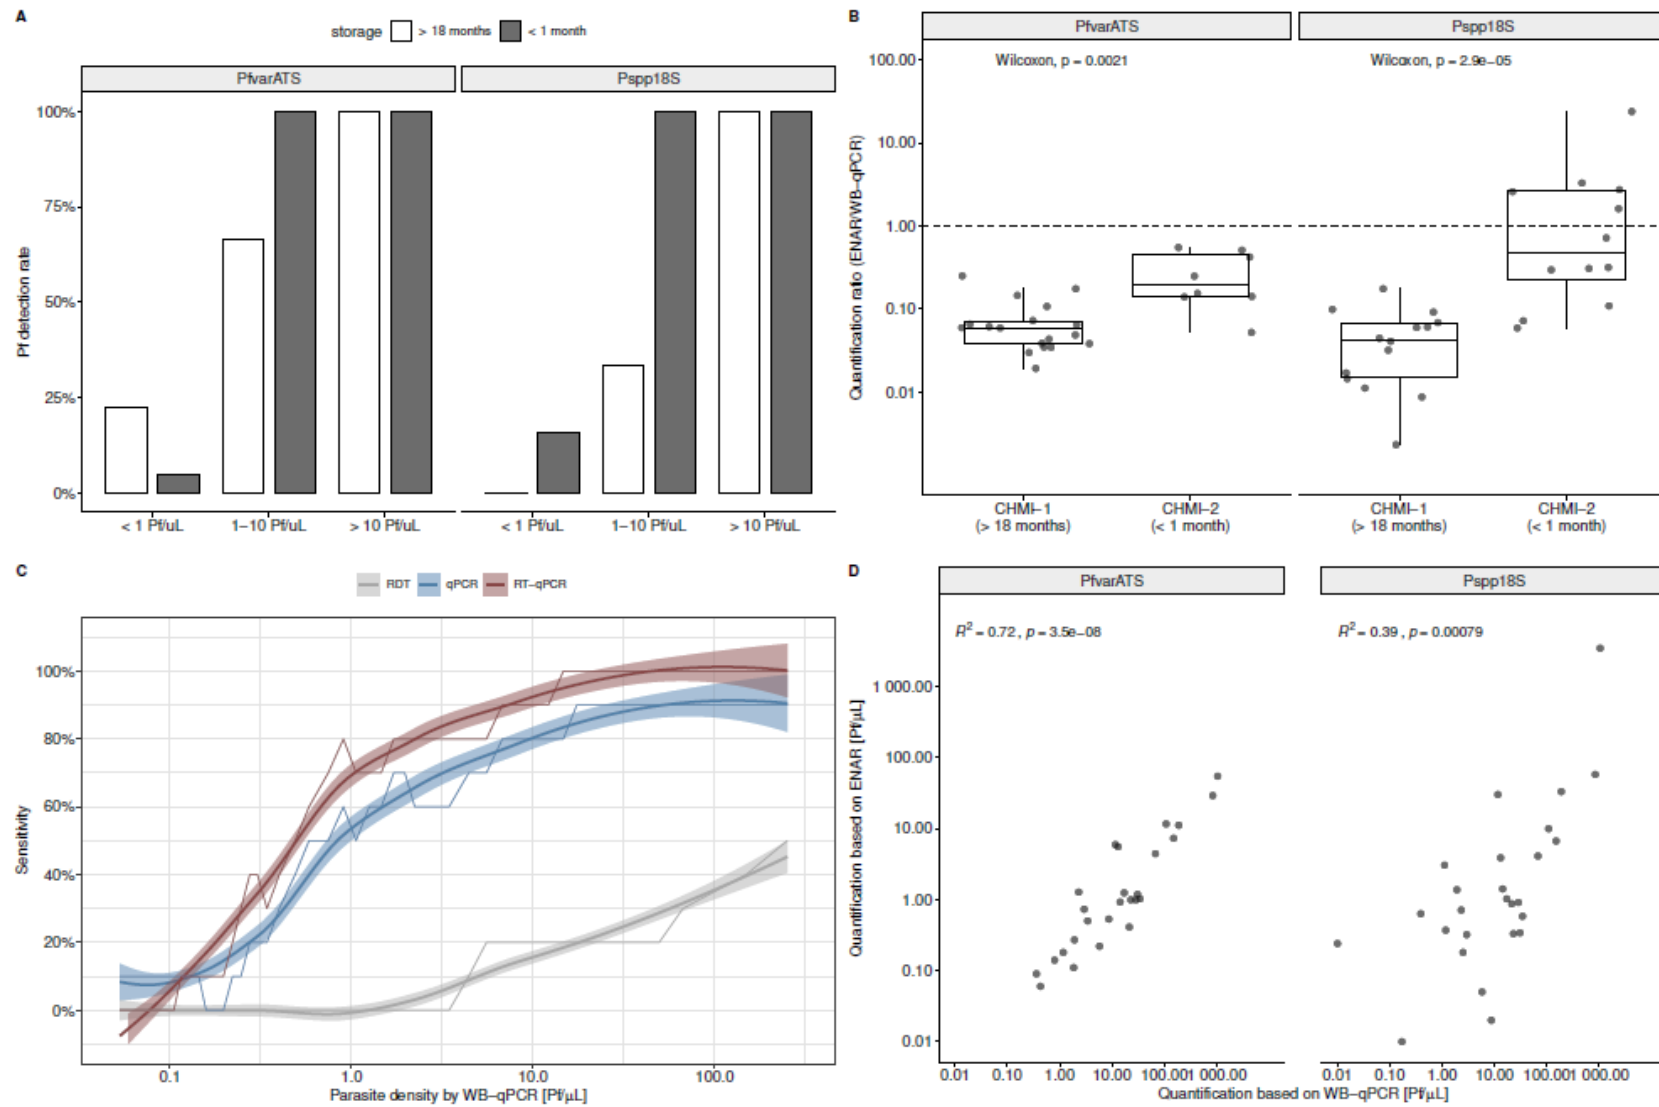 A
storage > 18 months < 1 month
PfvarATS Pspp18S
Pf detection rate
100%
75%
50%
25%
0%
< 1 Pf/uL 1–10 Pf/uL > 10 Pf/uL < 1 Pf/uL 1–10 Pf/uL > 10 Pf/uL
B
PfvarATS Pspp18S
Wilcoxon, p = 0.0021 Wilcoxon, p = 2.9e–05
Quantification ratio (ENAR/WB–qPCR)
100.00
10.00
1.00
0.10
0.01
CHMI–1 CHMI–2 CHMI–1 CHMI–2
(> 18 months) (< 1 month) (> 18 months) (< 1 month)
C
RDT qPCR RT–qPCR
Sensitivity
100%
80%
60%
40%
20%
0%
0.1 1.0 10.0 100.0
Parasite density by WB–qPCR [Pf/µL]
D
PfvarATS Pspp18S
R² = 0.72 , p = 3.5e–08 R² = 0.39 , p = 0.00079
Quantification based on ENAR [Pf/µL]
1 000.00
100.00
10.00
1.00
0.10
0.01
0.01 0.10 1.00 10.00 100.001 000.00 0.01 0.10 1.00 10.00 100.001 000.00
Quantification based on WB–qPCR [Pf/µL]